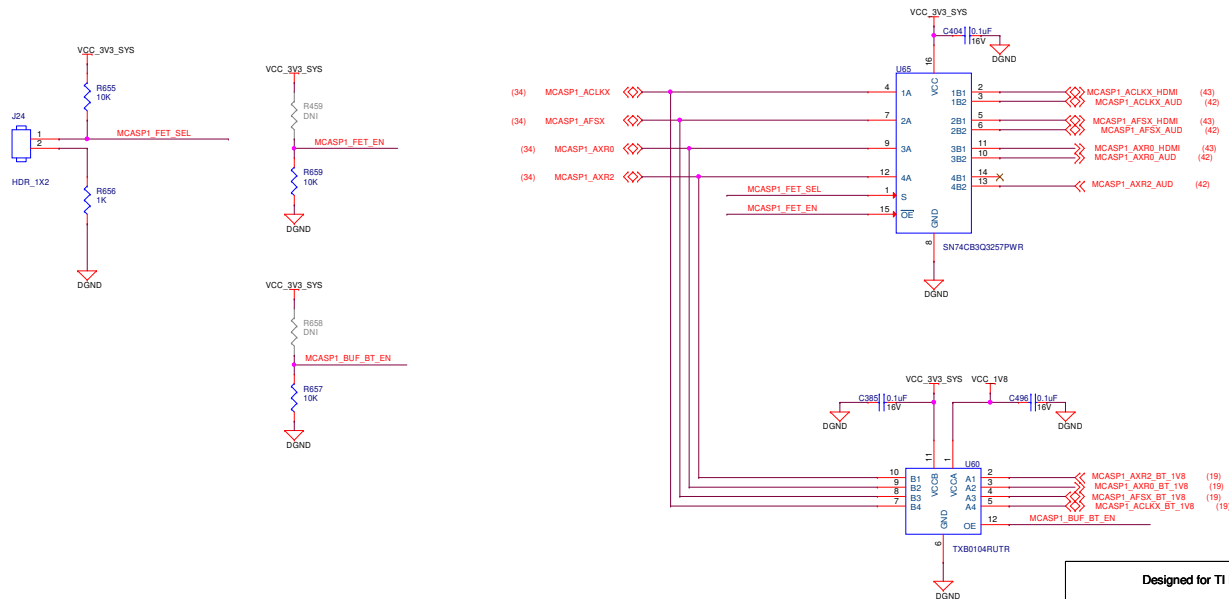 VCC_3V3_SYS
R655
10K
J24
1
2
MCASP1_FET_SEL
HDR_1X2
R656
1K
DGND
VCC_3V3_SYS
R459
DNI
MCASP1_FET_EN
R659
10K
DGND
VCC_3V3_SYS
R658
DNI
MCASP1_BUF_BT_EN
R657
10K
DGND
VCC_3V3_SYS
C404 0.1uF
16V
DGND
16
U65
VCC
(34) MCASP1_ACLKX 4 1A
(34) MCASP1_AFSX 7 2A
(34) MCASP1_AXR0 9 3A
(34) MCASP1_AXR2 12 4A
MCASP1_FET_SEL 1 S
MCASP1_FET_EN 15 OE
1B1 2 MCASP1_ACLKX_HDMI (43)
1B2 3 MCASP1_ACLKX_AUD (42)
2B1 5 MCASP1_AFSX_HDMI (43)
2B2 6 MCASP1_AFSX_AUD (42)
3B1 11 MCASP1_AXR0_HDMI (43)
3B2 10 MCASP1_AXR0_AUD (42)
4B1 14
4B2 13 MCASP1_AXR2_AUD (42)
GND
8
SN74CB3Q3257PWR
DGND
VCC_3V3_SYS
VCC_1V8
C385 0.1uF
16V
DGND
C496 0.1uF
16V
DGND
11
1
U60
VCCB
VCCA
10 B1
9 B2
8 B3
7 B4
A1 2 MCASP1_AXR2_BT_1V8 (19)
A2 3 MCASP1_AXR0_BT_1V8 (19)
A3 4 MCASP1_AFSX_BT_1V8 (19)
A4 5 MCASP1_ACLKX_BT_1V8 (19)
OE 12 MCASP1_BUF_BT_EN
GND
6
TXB0104RUTR
DGND
Designed for TI